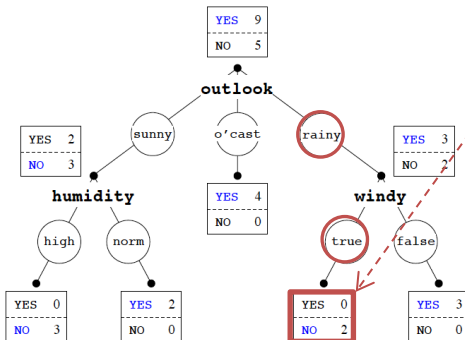 YES 9
NO 5
outlook
sunny
o'cast
rainy
YES 2
NO 3
YES 3
NO 2
YES 4
NO 0
humidity
windy
high
norm
true
false
YES 0
NO 3
YES 2
NO 0
YES 0
NO 2
YES 3
NO 0